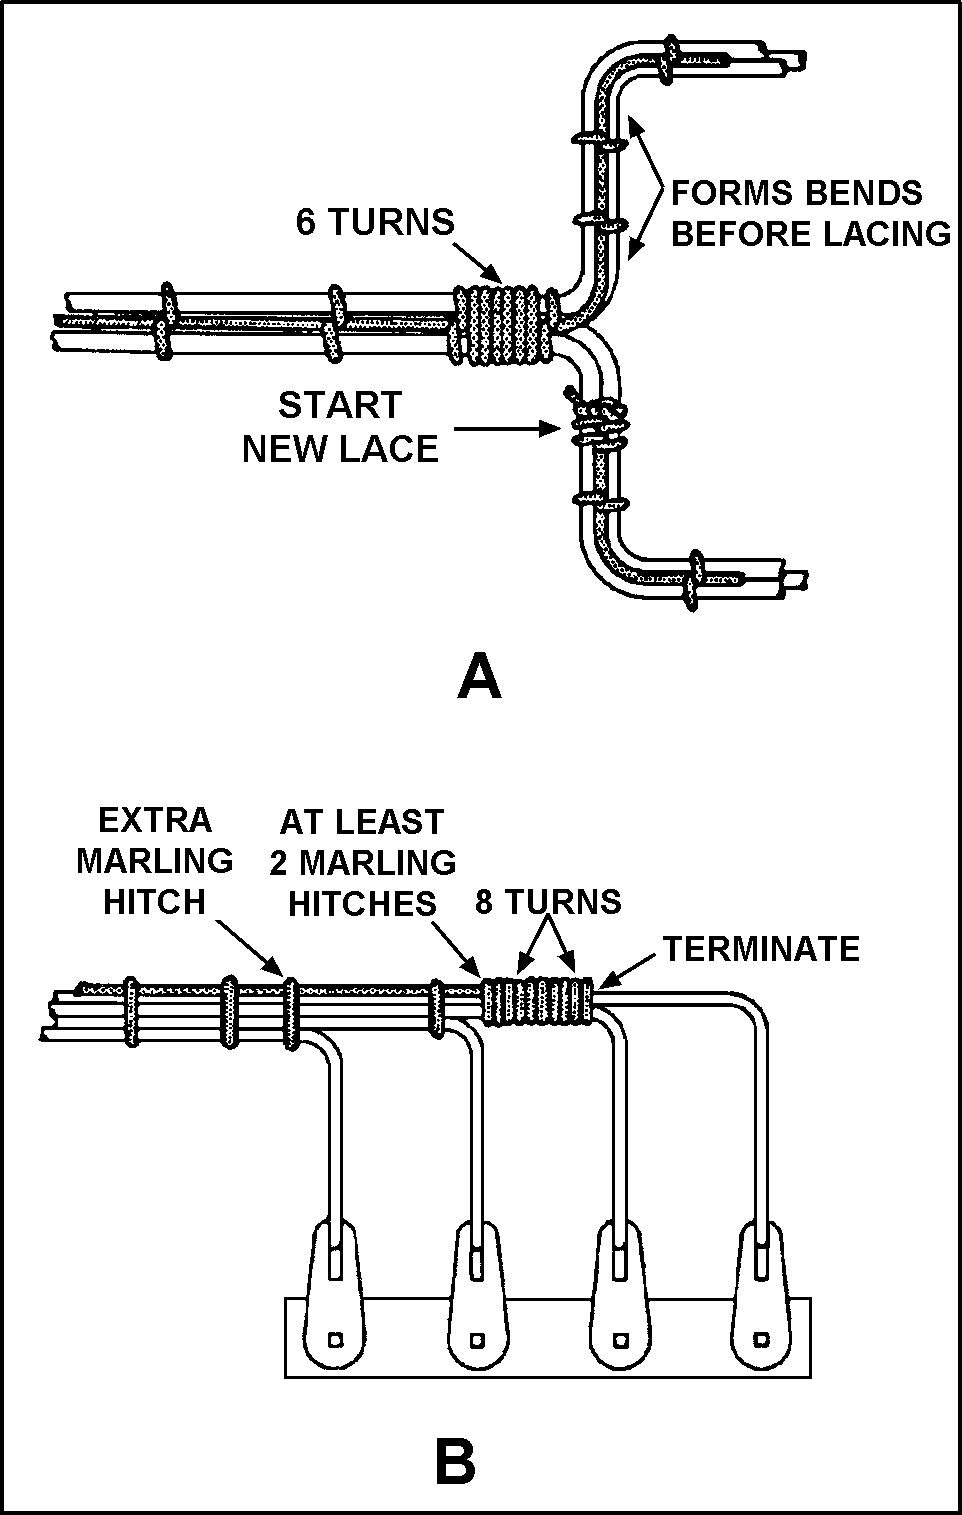 6 TURNS
FORMS BENDS
BEFORE LACING
START
NEW LACE
A
EXTRA
MARLING
HITCH
AT LEAST
2 MARLING
HITCHES
8 TURNS
TERMINATE
B